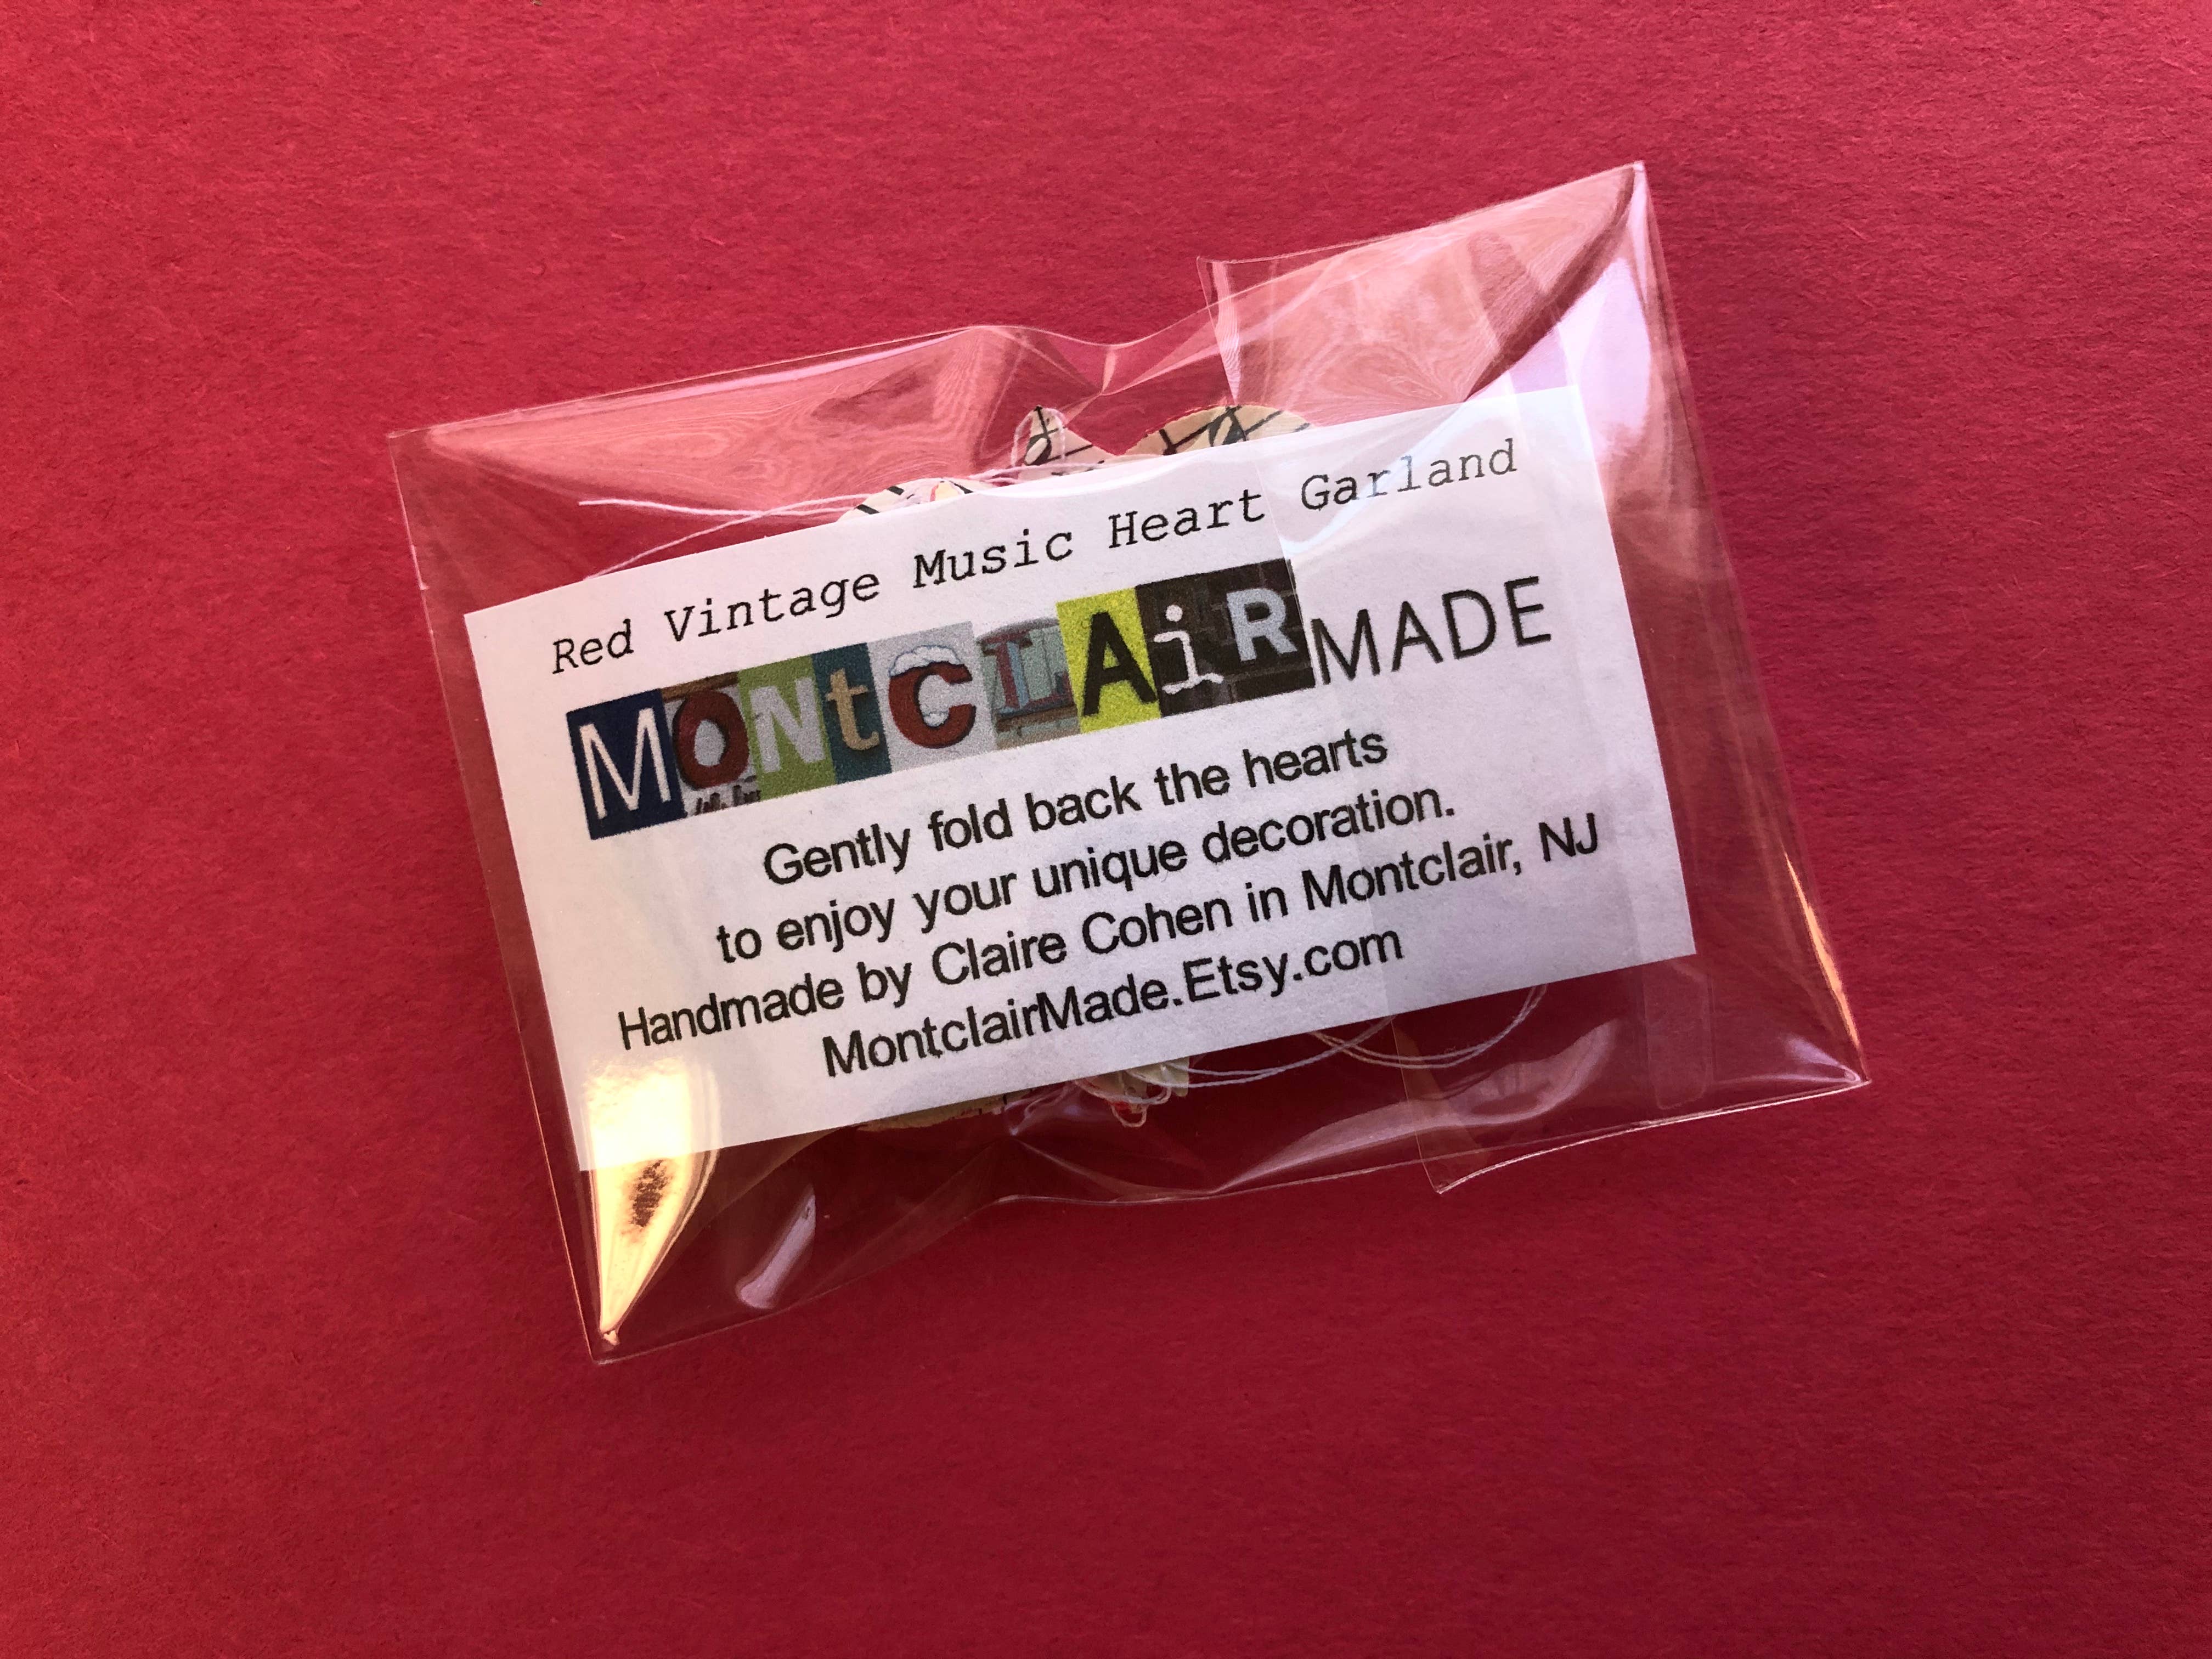 Red Vintage Music Heart Garland
MONtCLAiRMADE
Gently fold back the hearts
to enjoy your unique decoration.
Handmade by Claire Cohen in Montclair, NJ
MontclairMade.Etsy.com